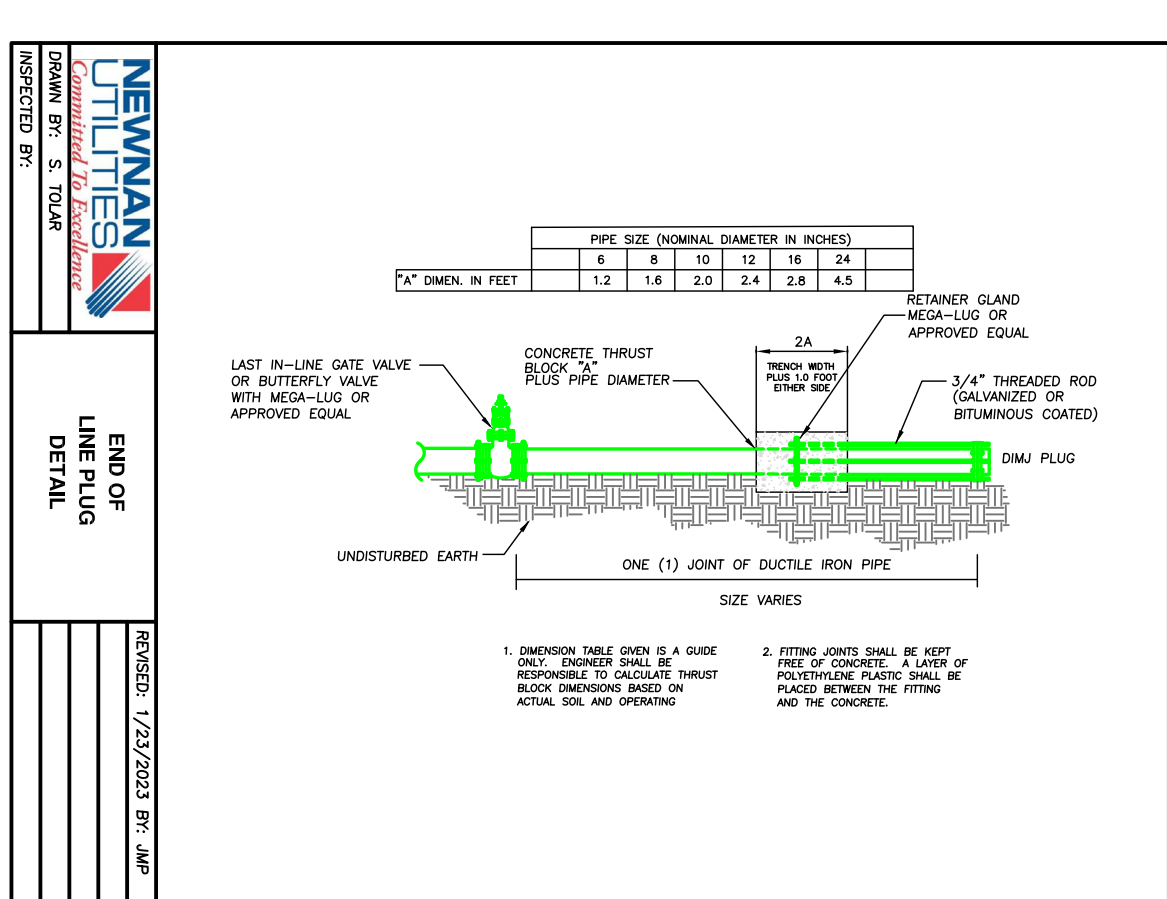 NEWNAN
UTILITIES
Committed To Excellence
DRAWN BY: S. TOLAR
INSPECTED BY:
END OF
LINE PLUG
DETAIL
REVISED: 1/23/2023 BY: JMP
PIPE SIZE (NOMINAL DIAMETER IN INCHES)
6 8 10 12 16 24
"A" DIMEN. IN FEET 1.2 1.6 2.0 2.4 2.8 4.5
RETAINER GLAND
MEGA-LUG OR
APPROVED EQUAL
2A
TRENCH WIDTH
PLUS 1.0 FOOT
EITHER SIDE
CONCRETE THRUST
BLOCK "A"
PLUS PIPE DIAMETER
LAST IN-LINE GATE VALVE
OR BUTTERFLY VALVE
WITH MEGA-LUG OR
APPROVED EQUAL
3/4" THREADED ROD
(GALVANIZED OR
BITUMINOUS COATED)
DIMJ PLUG
UNDISTURBED EARTH
ONE (1) JOINT OF DUCTILE IRON PIPE
SIZE VARIES
1. DIMENSION TABLE GIVEN IS A GUIDE
ONLY. ENGINEER SHALL BE
RESPONSIBLE TO CALCULATE THRUST
BLOCK DIMENSIONS BASED ON
ACTUAL SOIL AND OPERATING
2. FITTING JOINTS SHALL BE KEPT
FREE OF CONCRETE. A LAYER OF
POLYETHYLENE PLASTIC SHALL BE
PLACED BETWEEN THE FITTING
AND THE CONCRETE.